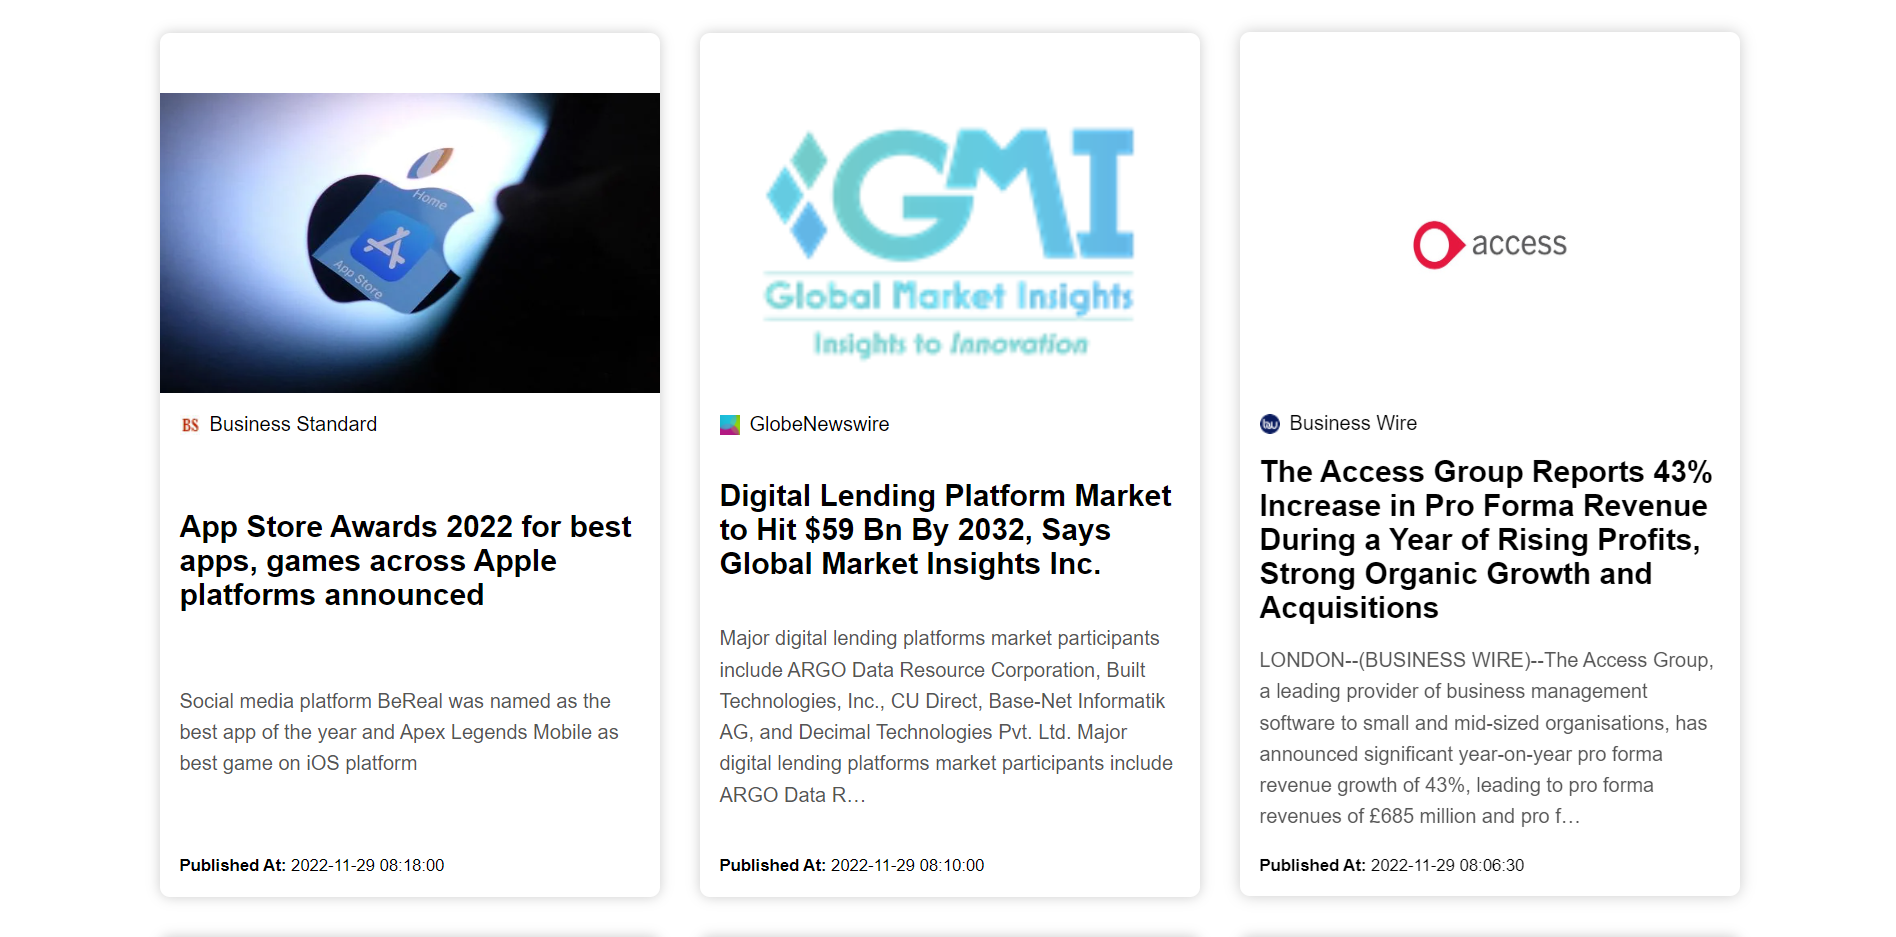 Home
App Store
BS Business Standard
App Store Awards 2022 for best
apps, games across Apple
platforms announced
Social media platform BeReal was named as the
best app of the year and Apex Legends Mobile as
best game on iOS platform
Published At: 2022-11-29 08:18:00
GMI
Global Market Insights
Insights to Innovation
GlobeNewswire
Digital Lending Platform Market
to Hit $59 Bn By 2032, Says
Global Market Insights Inc.
Major digital lending platforms market participants
include ARGO Data Resource Corporation, Built
Technologies, Inc., CU Direct, Base-Net Informatik
AG, and Decimal Technologies Pvt. Ltd. Major
digital lending platforms market participants include
ARGO Data R…
Published At: 2022-11-29 08:10:00
access
Business Wire
The Access Group Reports 43%
Increase in Pro Forma Revenue
During a Year of Rising Profits,
Strong Organic Growth and
Acquisitions
LONDON--(BUSINESS WIRE)--The Access Group,
a leading provider of business management
software to small and mid-sized organisations, has
announced significant year-on-year pro forma
revenue growth of 43%, leading to pro forma
revenues of £685 million and pro f…
Published At: 2022-11-29 08:06:30